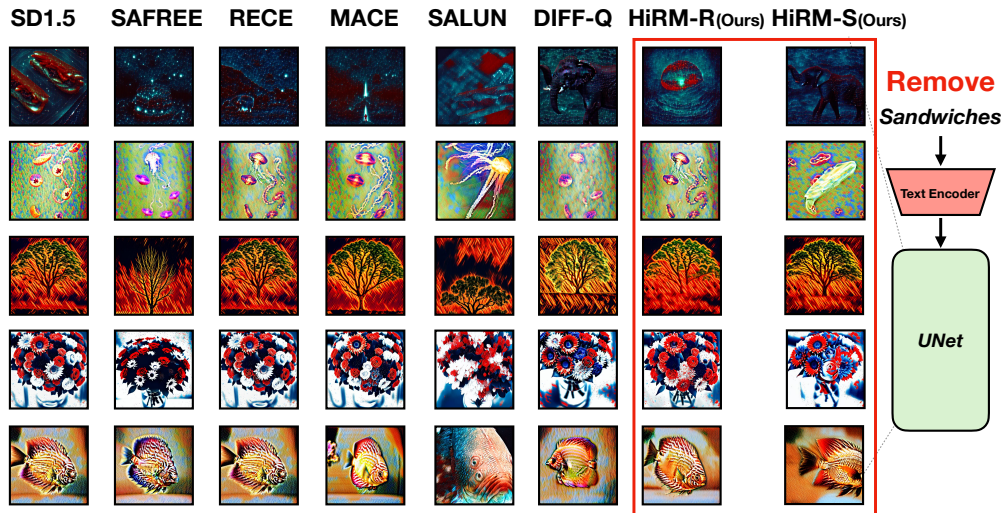 SD1.5 SAFREE RECE MACE SALUN DIFF-Q HiRM-R(Ours) HiRM-S(Ours)
Remove
Sandwiches
Text Encoder
UNet